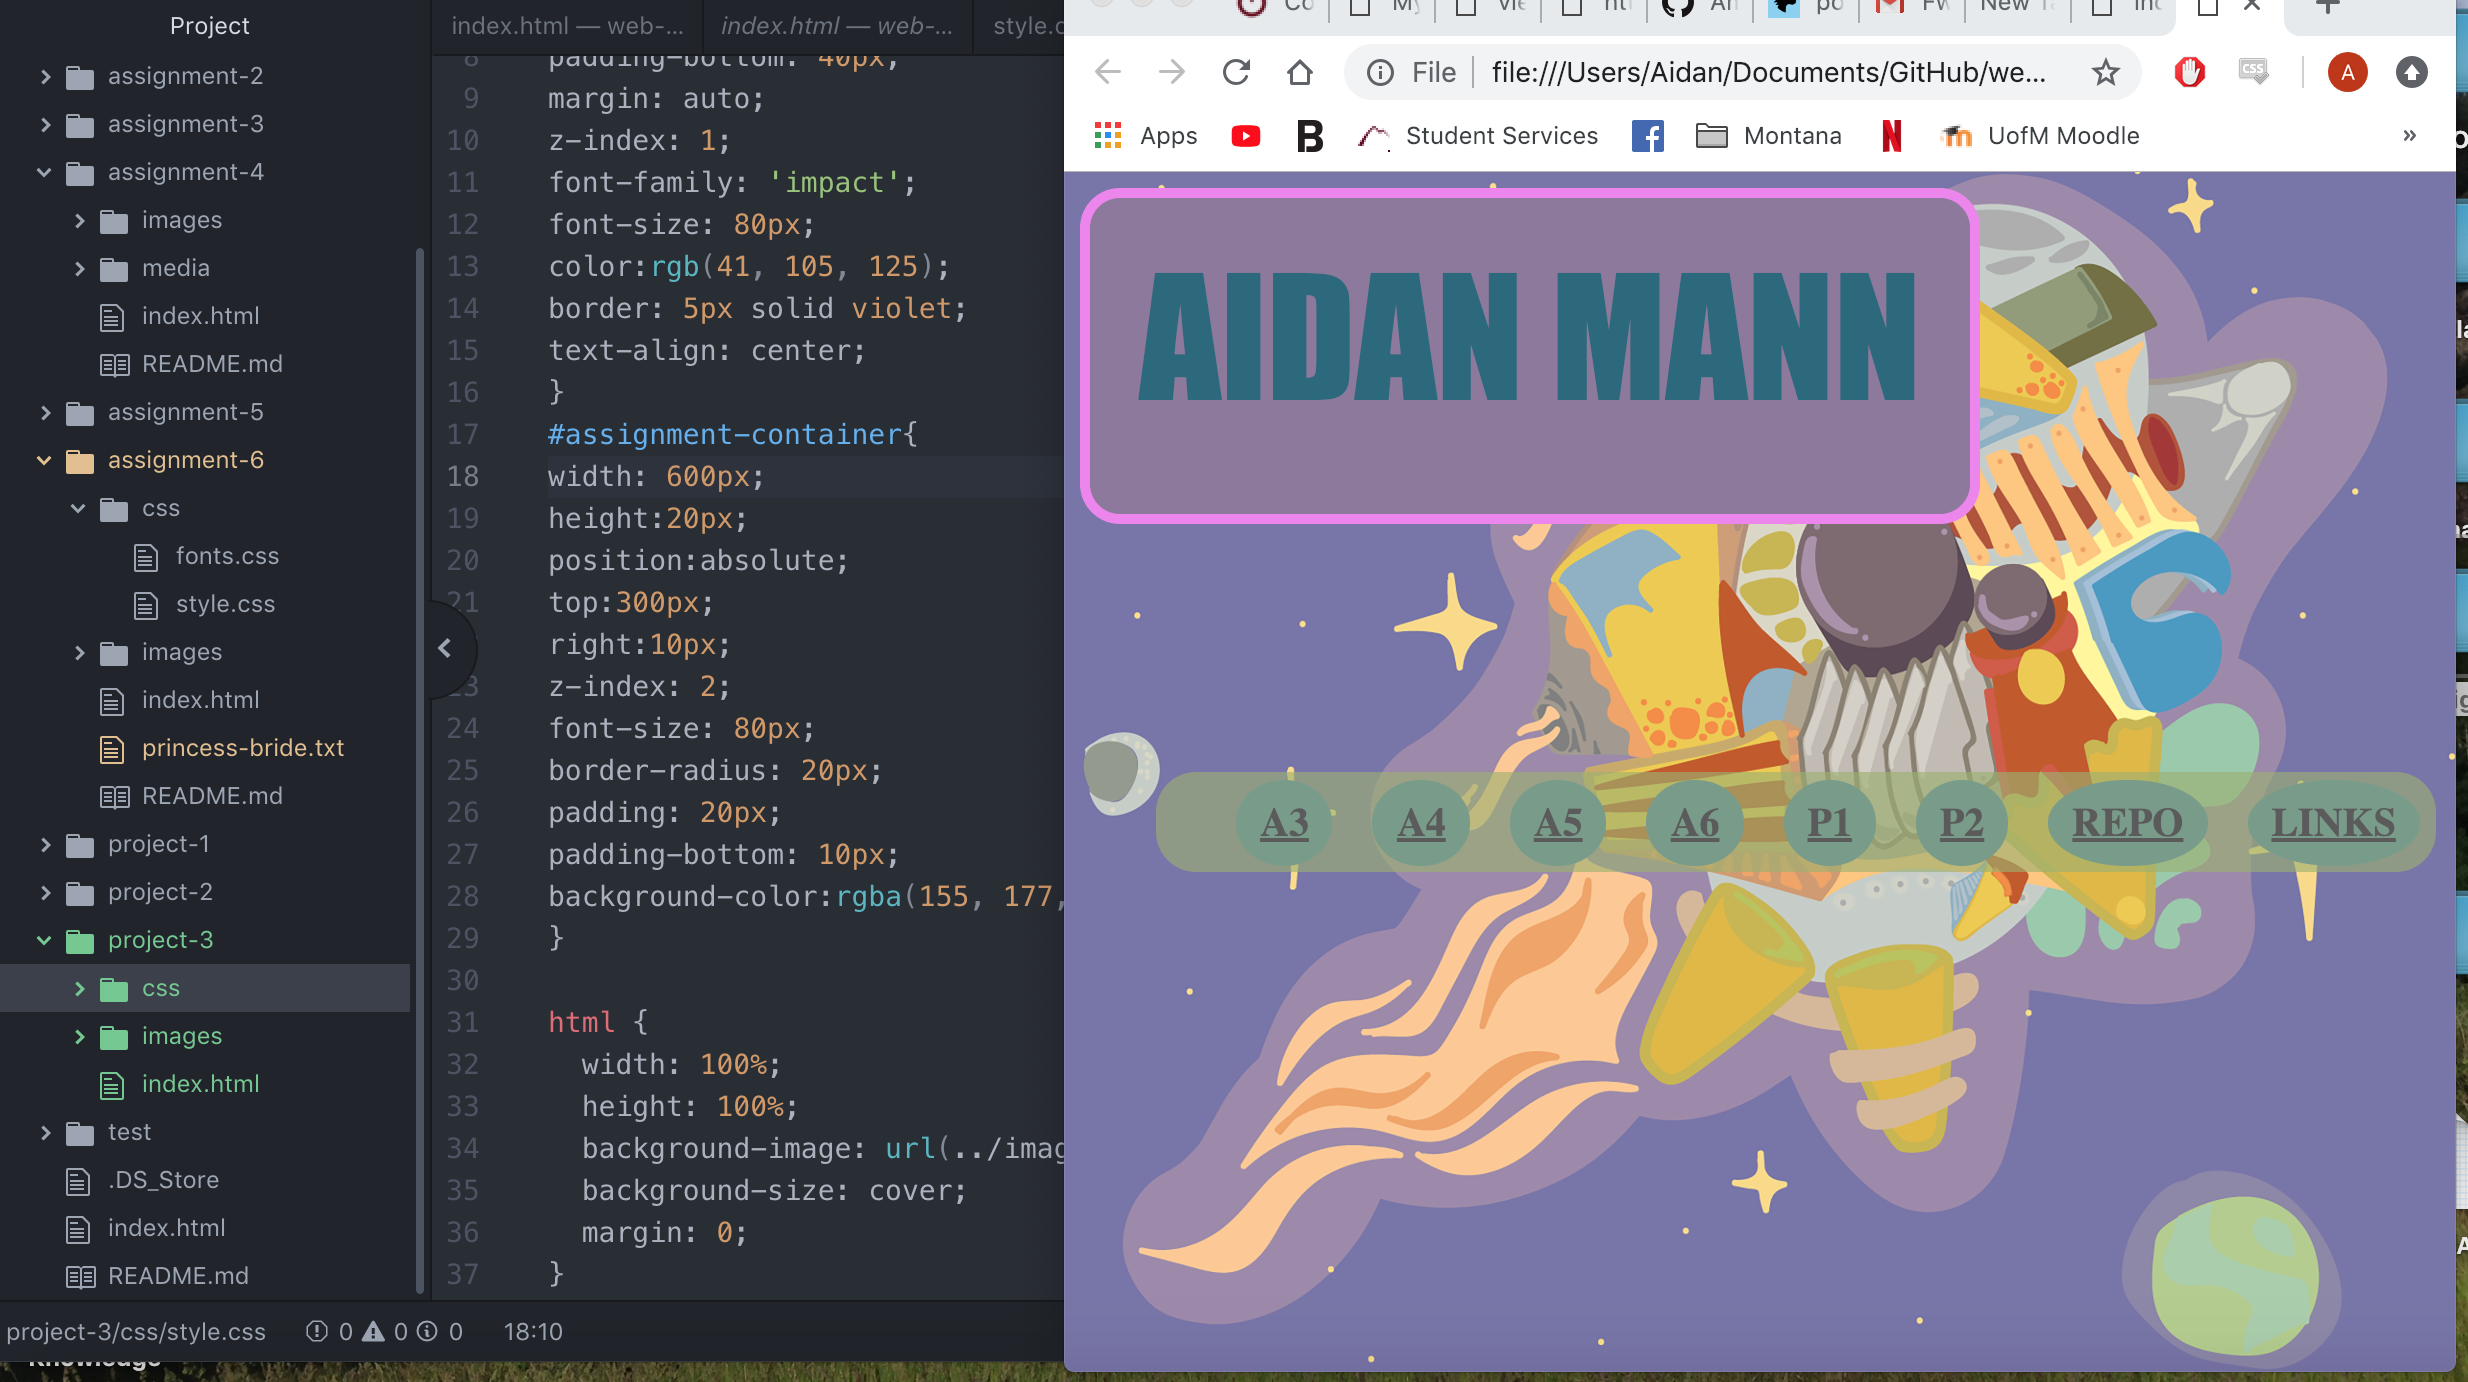 Project
assignment-2
assignment-3
assignment-4
images
media
index.html
README.md
assignment-5
assignment-6
css
fonts.css
style.css
images
index.html
princess-bride.txt
README.md
project-1
project-2
project-3
css
images
index.html
test
.DS_Store
index.html
README.md
index.html — web-...
index.html — web-...
style.c
8 padding-bottom: 40px;
9 margin: auto;
10 z-index: 1;
11 font-family: 'impact';
12 font-size: 80px;
13 color:rgb(41, 105, 125);
14 border: 5px solid violet;
15 text-align: center;
16 }
17 #assignment-container{
18 width: 600px;
19 height:20px;
20 position:absolute;
21 top:300px;
right:10px;
23 z-index: 2;
24 font-size: 80px;
25 border-radius: 20px;
26 padding: 20px;
27 padding-bottom: 10px;
28 background-color:rgba(155, 177,
29 }
30
31 html {
32 width: 100%;
33 height: 100%;
34 background-image: url(../imag
35 background-size: cover;
36 margin: 0;
37 }
project-3/css/style.css 0 0 0 18:10
Knowledge
File file:///Users/Aidan/Documents/GitHub/we...
CSS
A
Apps B Student Services Montana N UofM Moodle »
AIDAN MANN
A3 A4 A5 A6 P1 P2 REPO LINKS